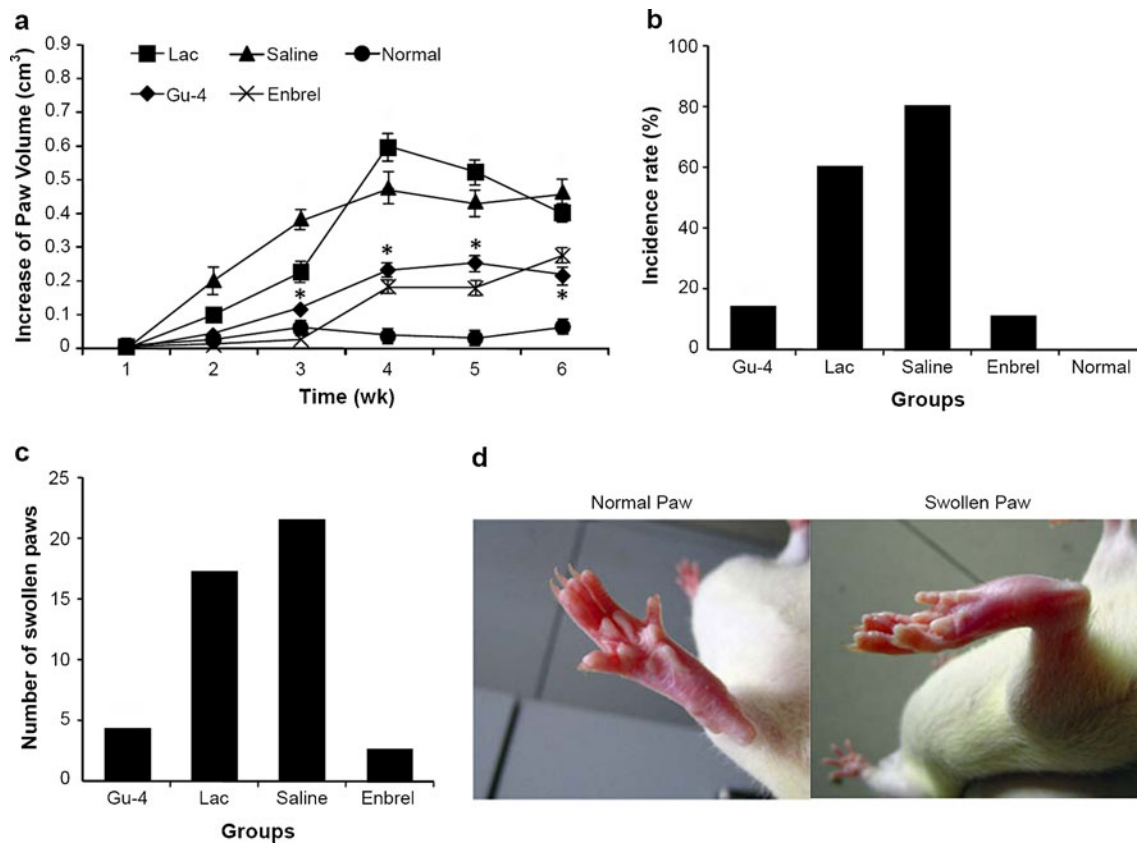 a
Increase of Paw Volume (cm³)
0.9
0.8
0.7
0.6
0.5
0.4
0.3
0.2
0.1
0
Lac Saline Normal
Gu-4 Enbrel
* * * *
1 2 3 4 5 6
Time (wk)
b
Incidence rate (%)
100
80
60
40
20
0
Gu-4 Lac Saline Enbrel Normal
Groups
c
Number of swollen paws
25
20
15
10
5
0
Gu-4 Lac Saline Enbrel
Groups
d
Normal Paw Swollen Paw